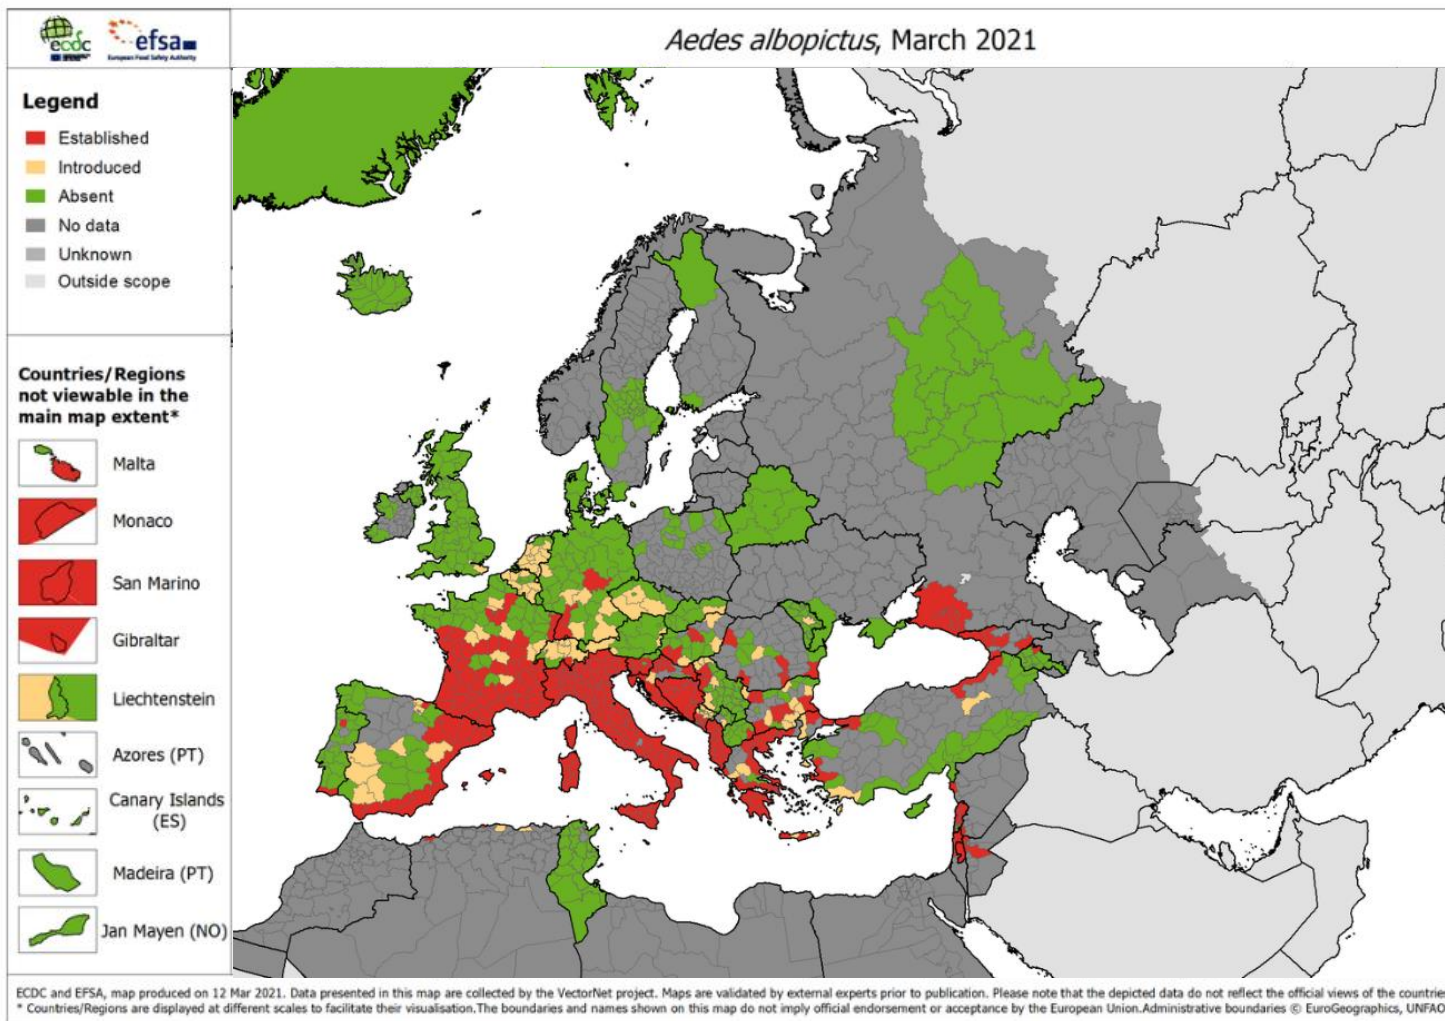 ecdc
efsa
European Food Safety Authority
Aedes albopictus, March 2021
Legend
Established
Introduced
Absent
No data
Unknown
Outside scope
Countries/Regions
not viewable in the
main map extent*
Malta
Monaco
San Marino
Gibraltar
Liechtenstein
Azores (PT)
Canary Islands
(ES)
Madeira (PT)
Jan Mayen (NO)
ECDC and EFSA, map produced on 12 Mar 2021. Data presented in this map are collected by the VectorNet project. Maps are validated by external experts prior to publication. Please note that the depicted data do not reflect the official views of the countrie
* Countries/Regions are displayed at different scales to facilitate their visualisation.The boundaries and names shown on this map do not imply official endorsement or acceptance by the European Union.Administrative boundaries © EuroGeographics, UNFAO